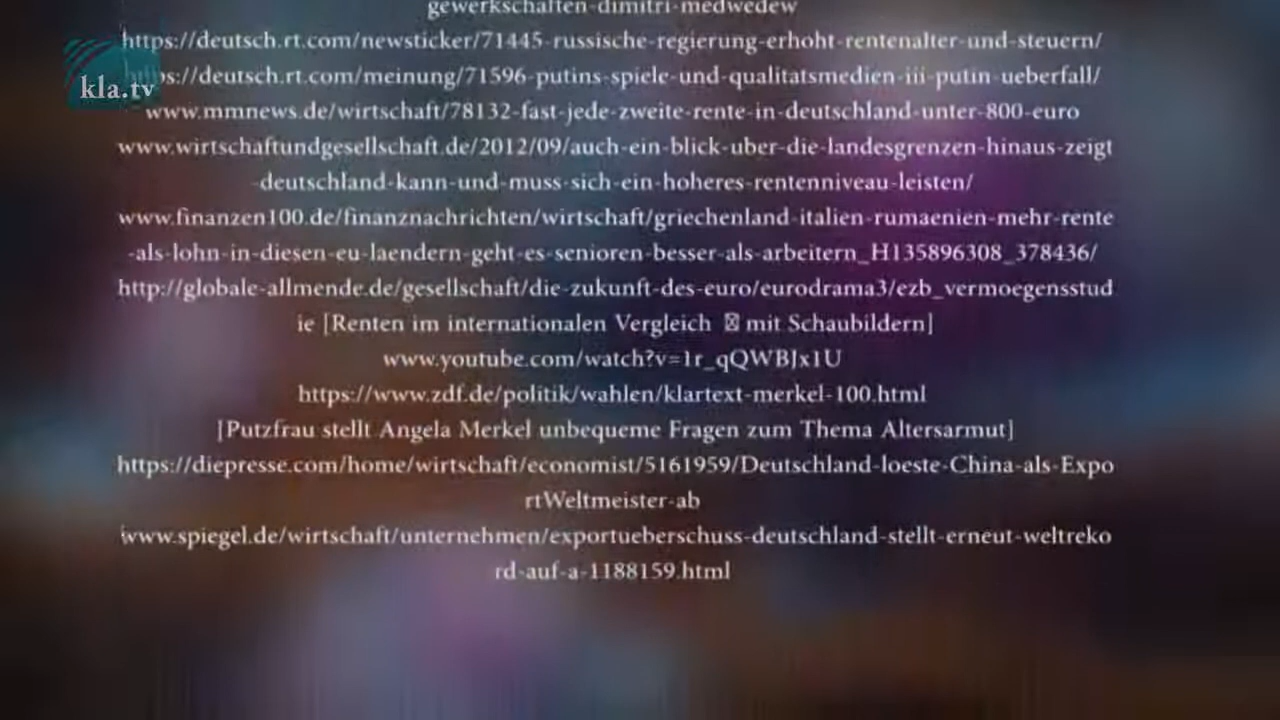 gewerkschaften-dimitri-medwedew
https://deutsch.rt.com/newsticker/71445-russische-regierung-erhoht-rentenalter-und-steuern/
https://deutsch.rt.com/meinung/71596-putins-spiele-und-qualitatsmedien-iii-putin-ueberfall/
kla.tv
www.mmnews.de/wirtschaft/78132-fast-jede-zweite-rente-in-deutschland-unter-800-euro
www.wirtschaftundgesellschaft.de/2012/09/auch-ein-blick-uber-die-landesgrenzen-hinaus-zeigt
-deutschland-kann-und-muss-sich-ein-hoheres-rentenniveau-leisten/
www.finanzen100.de/finanznachrichten/wirtschaft/griechenland-italien-rumaenien-mehr-rente
-als-lohn-in-diesen-eu-laendern-geht-es-senioren-besser-als-arbeitern_H135896308_378436/
http://globale-allmende.de/gesellschaft/die-zukunft-des-euro/eurodrama3/ezb_vermoegensstud
ie [Renten im internationalen Vergleich mit Schaubildern]
www.youtube.com/watch?v=1r_qQWBJx1U
https://www.zdf.de/politik/wahlen/klartext-merkel-100.html
[Putzfrau stellt Angela Merkel unbequeme Fragen zum Thema Altersarmut]
https://diepresse.com/home/wirtschaft/economist/5161959/Deutschland-loeste-China-als-Expo
rtWeltmeister-ab
www.spiegel.de/wirtschaft/unternehmen/exportueberschuss-deutschland-stellt-erneut-weltreko
rd-auf-a-1188159.html